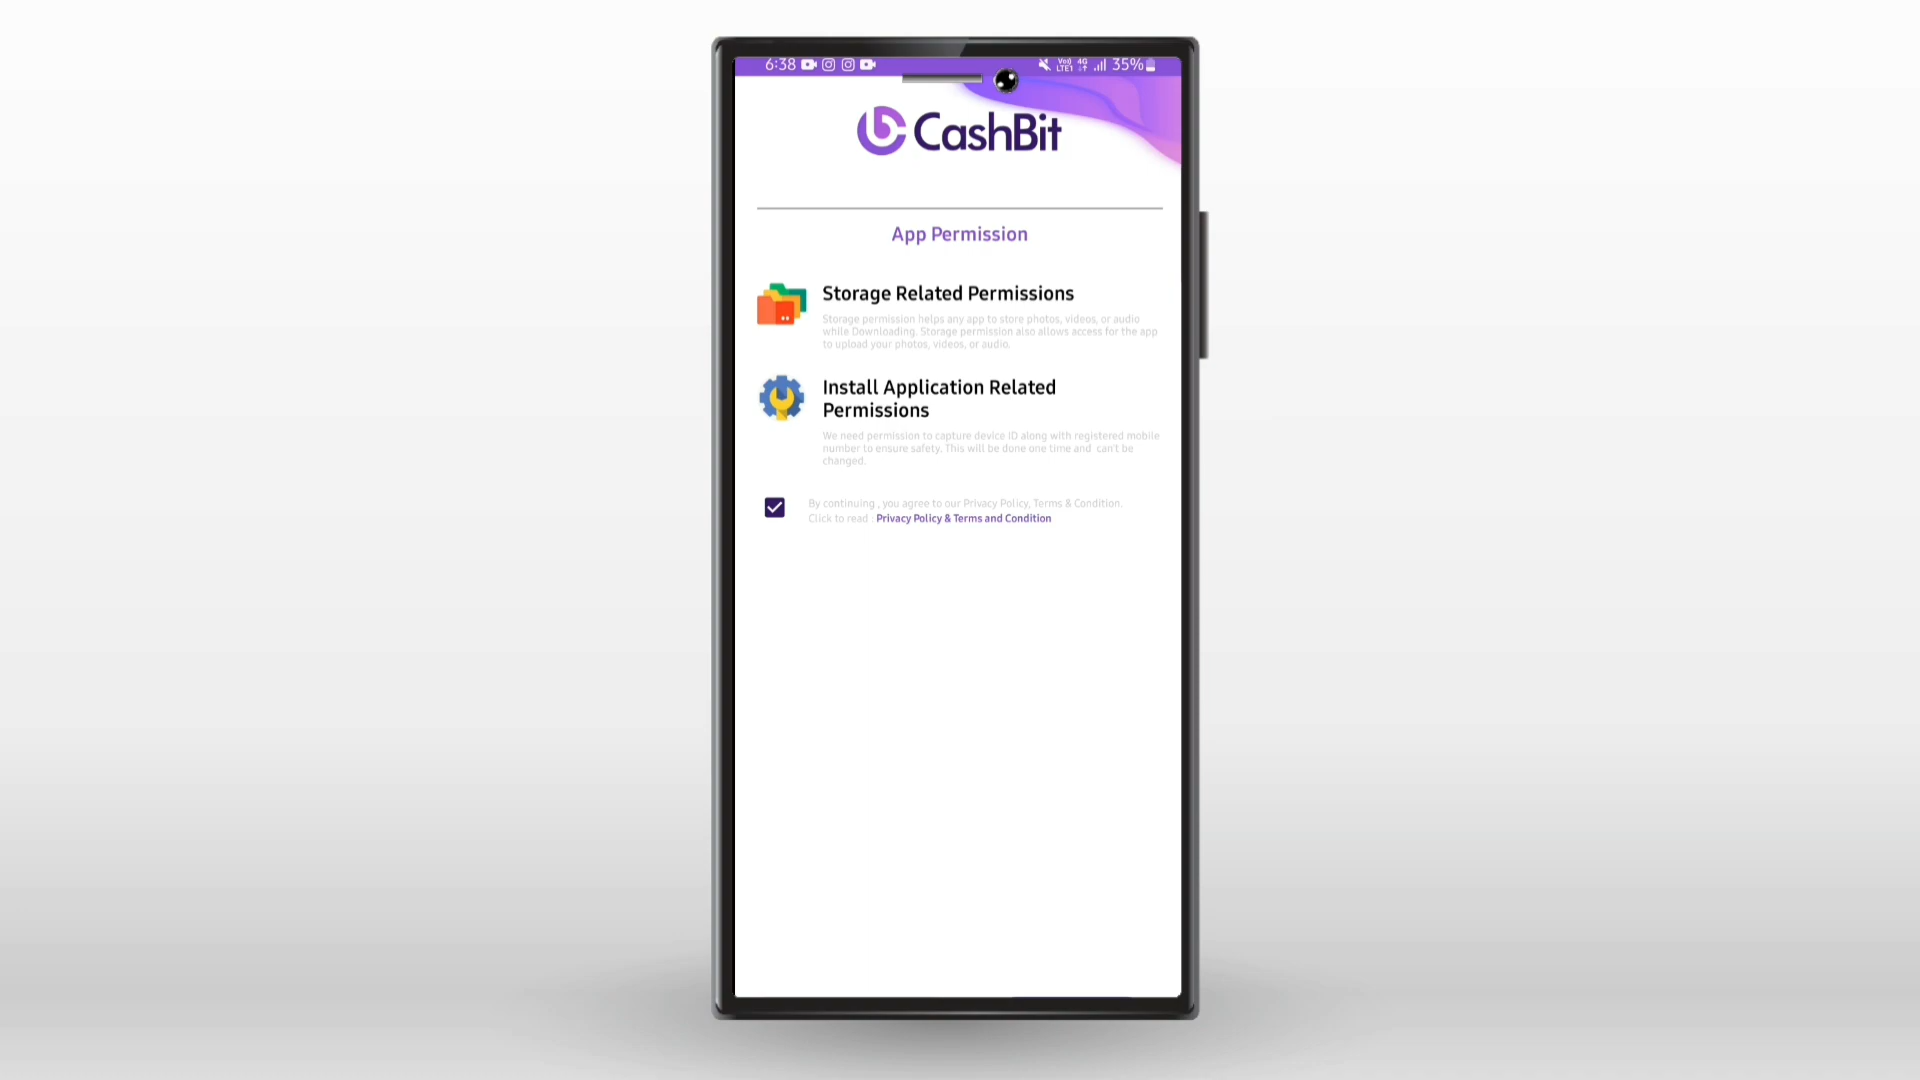 6:38 Vo) 4G 35%
LTE1
CashBit
App Permission
Storage Related Permissions
Storage permission helps any app to store photos, videos, or audio
while Downloading. Storage permission also allows access for the app
to upload your photos, videos, or audio.
Install Application Related
Permissions
We need permission to capture device ID along with registered mobile
number to ensure safety. This will be done one time and can't be
changed.
By continuing , you agree to our Privacy Policy, Terms & Condition.
Click to read : Privacy Policy & Terms and Condition